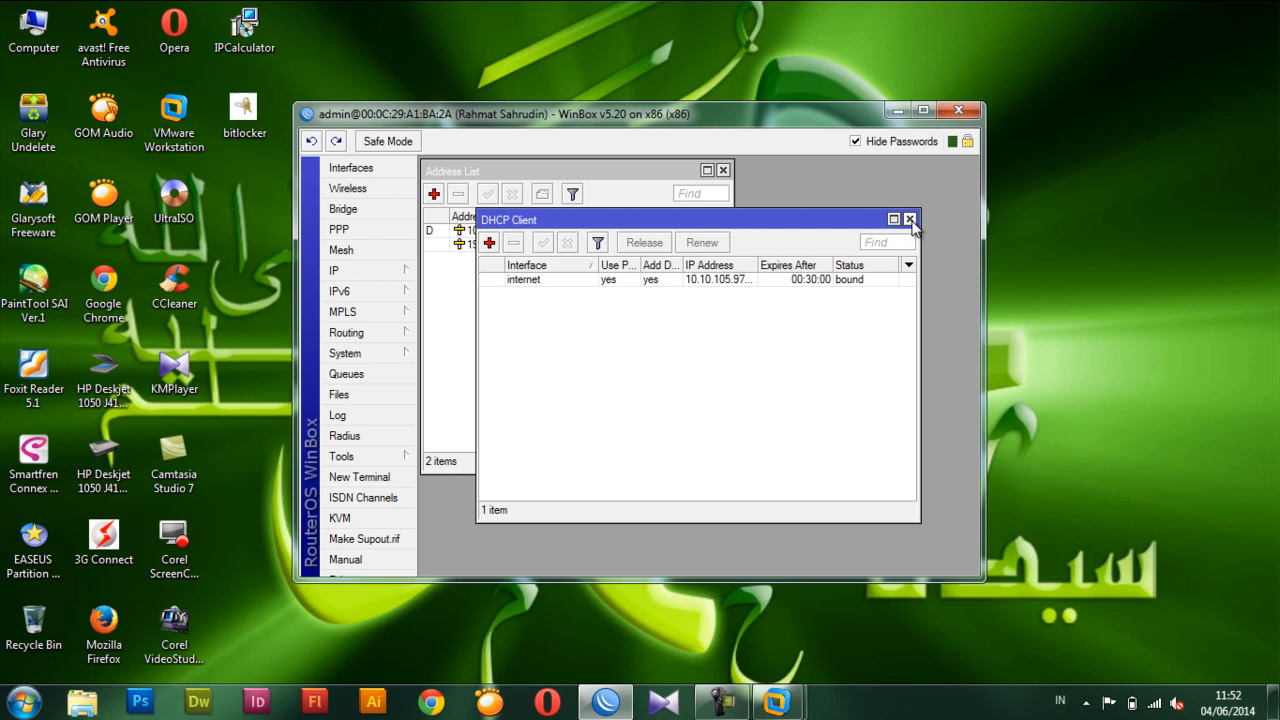 Computer
avast! Free
Antivirus
Opera
IPCalculator
Glary
Undelete
GOM Audio
VMware
Workstation
bitlocker
Glarysoft
Freeware
GOM Player
UltraISO
PaintTool SAI
Ver.1
Google
Chrome
CCleaner
Foxit Reader
5.1
HP Deskjet
1050 J41...
KMPlayer
Smartfren
Connex ...
HP Deskjet
1050 J41...
Camtasia
Studio 7
EASEUS
Partition ...
3G Connect
Corel
ScreenC...
Recycle Bin
Mozilla
Firefox
Corel
VideoStud...
admin@00:0C:29:A1:BA:2A (Rahmat Sahrudin) - WinBox v5.20 on x86 (x86)
Safe Mode
Hide Passwords
RouterOS WinBox
Interfaces
Wireless
Bridge
PPP
Mesh
IP
IPv6
MPLS
Routing
System
Queues
Files
Log
Radius
Tools
New Terminal
ISDN Channels
KVM
Make Supout.rif
Manual
Address List
Find
Addre
D
2 items
DHCP Client
Release
Renew
Find
Interface Use P... Add D... IP Address Expires After Status
internet yes yes 10.10.105.97... 00:30:00 bound
1 item
Ps
Dw
Id
Fl
Ai
IN
11:52
04/06/2014